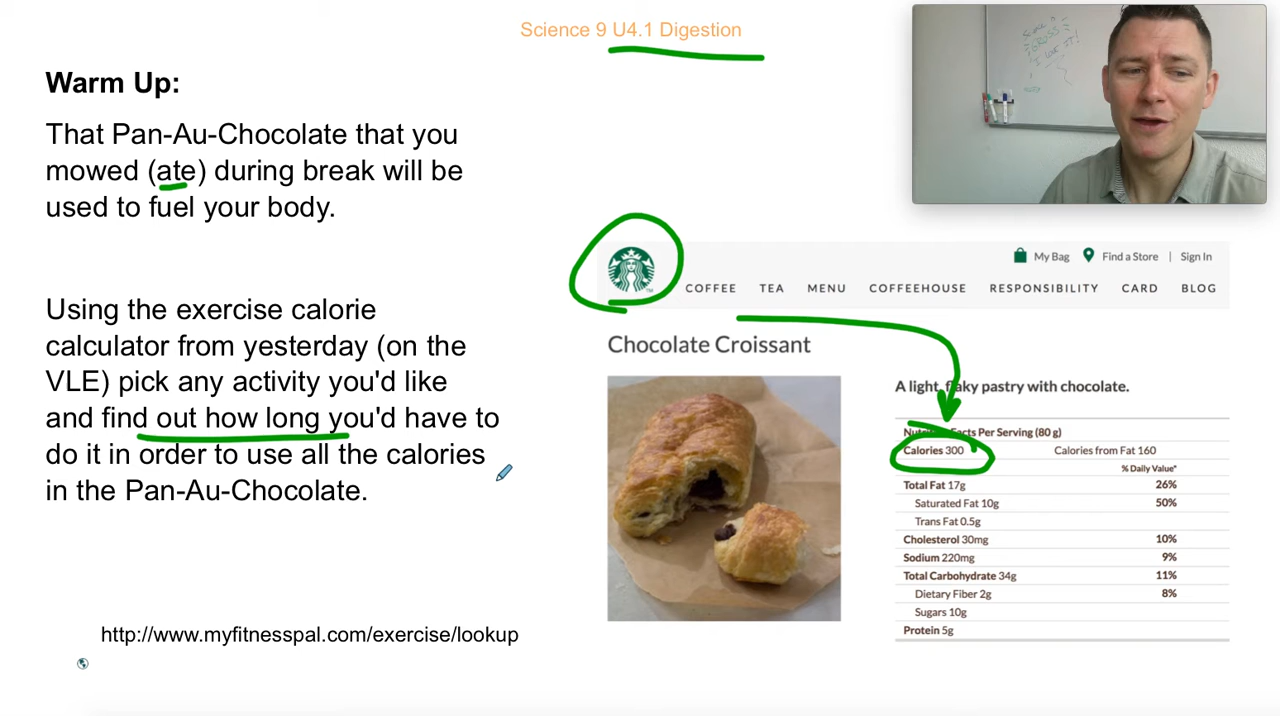 Science 9 U4.1 Digestion
Warm Up:
That Pan-Au-Chocolate that you
mowed (ate) during break will be
used to fuel your body.
Using the exercise calorie
calculator from yesterday (on the
VLE) pick any activity you'd like
and find out how long you'd have to
do it in order to use all the calories
in the Pan-Au-Chocolate.
http://www.myfitnesspal.com/exercise/lookup
My Bag Find a Store | Sign In
COFFEE TEA MENU COFFEEHOUSE RESPONSIBILITY CARD BLOG
Chocolate Croissant
A light, flaky pastry with chocolate.
Nutrition Facts Per Serving (80 g)
Calories 300 Calories from Fat 160
% Daily Value*
Total Fat 17g 26%
Saturated Fat 10g 50%
Trans Fat 0.5g
Cholesterol 30mg 10%
Sodium 220mg 9%
Total Carbohydrate 34g 11%
Dietary Fiber 2g 8%
Sugars 10g
Protein 5g